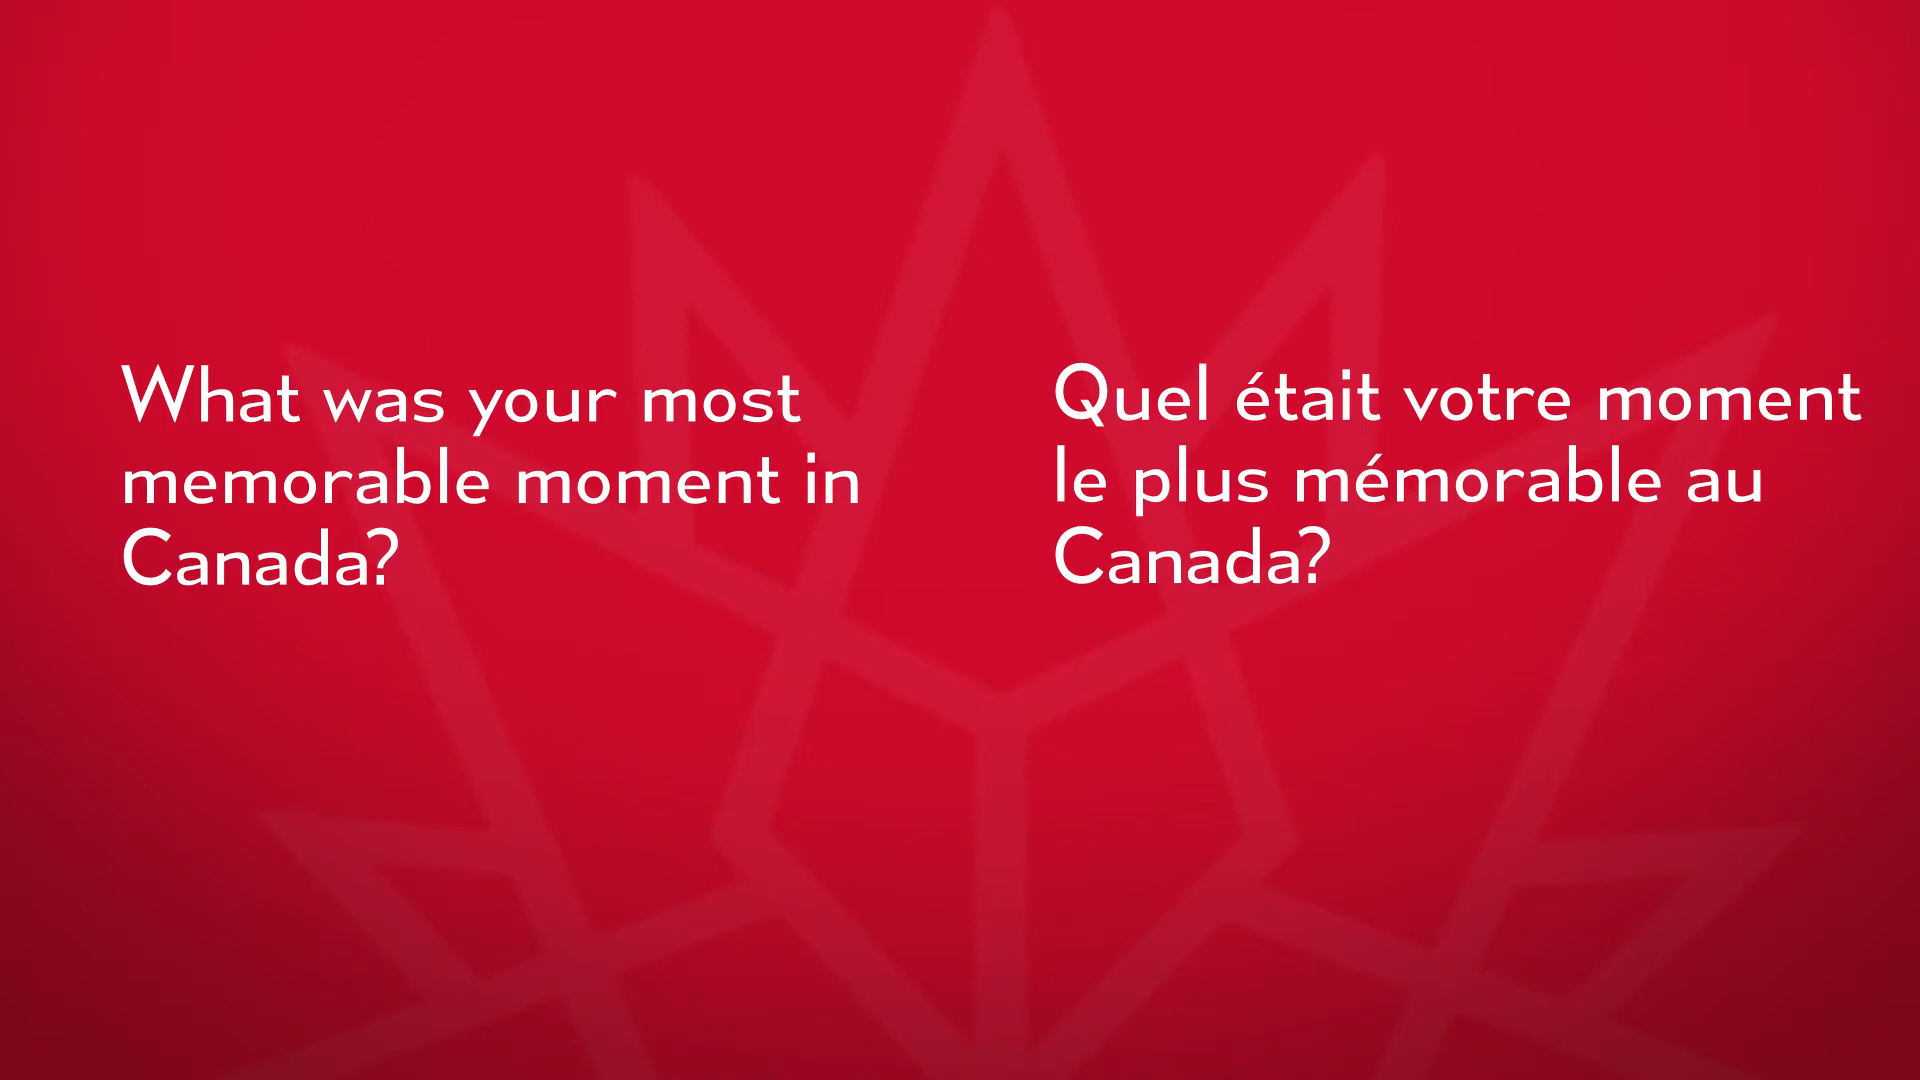 What was your most
memorable moment in
Canada?
Quel était votre moment
le plus mémorable au
Canada?